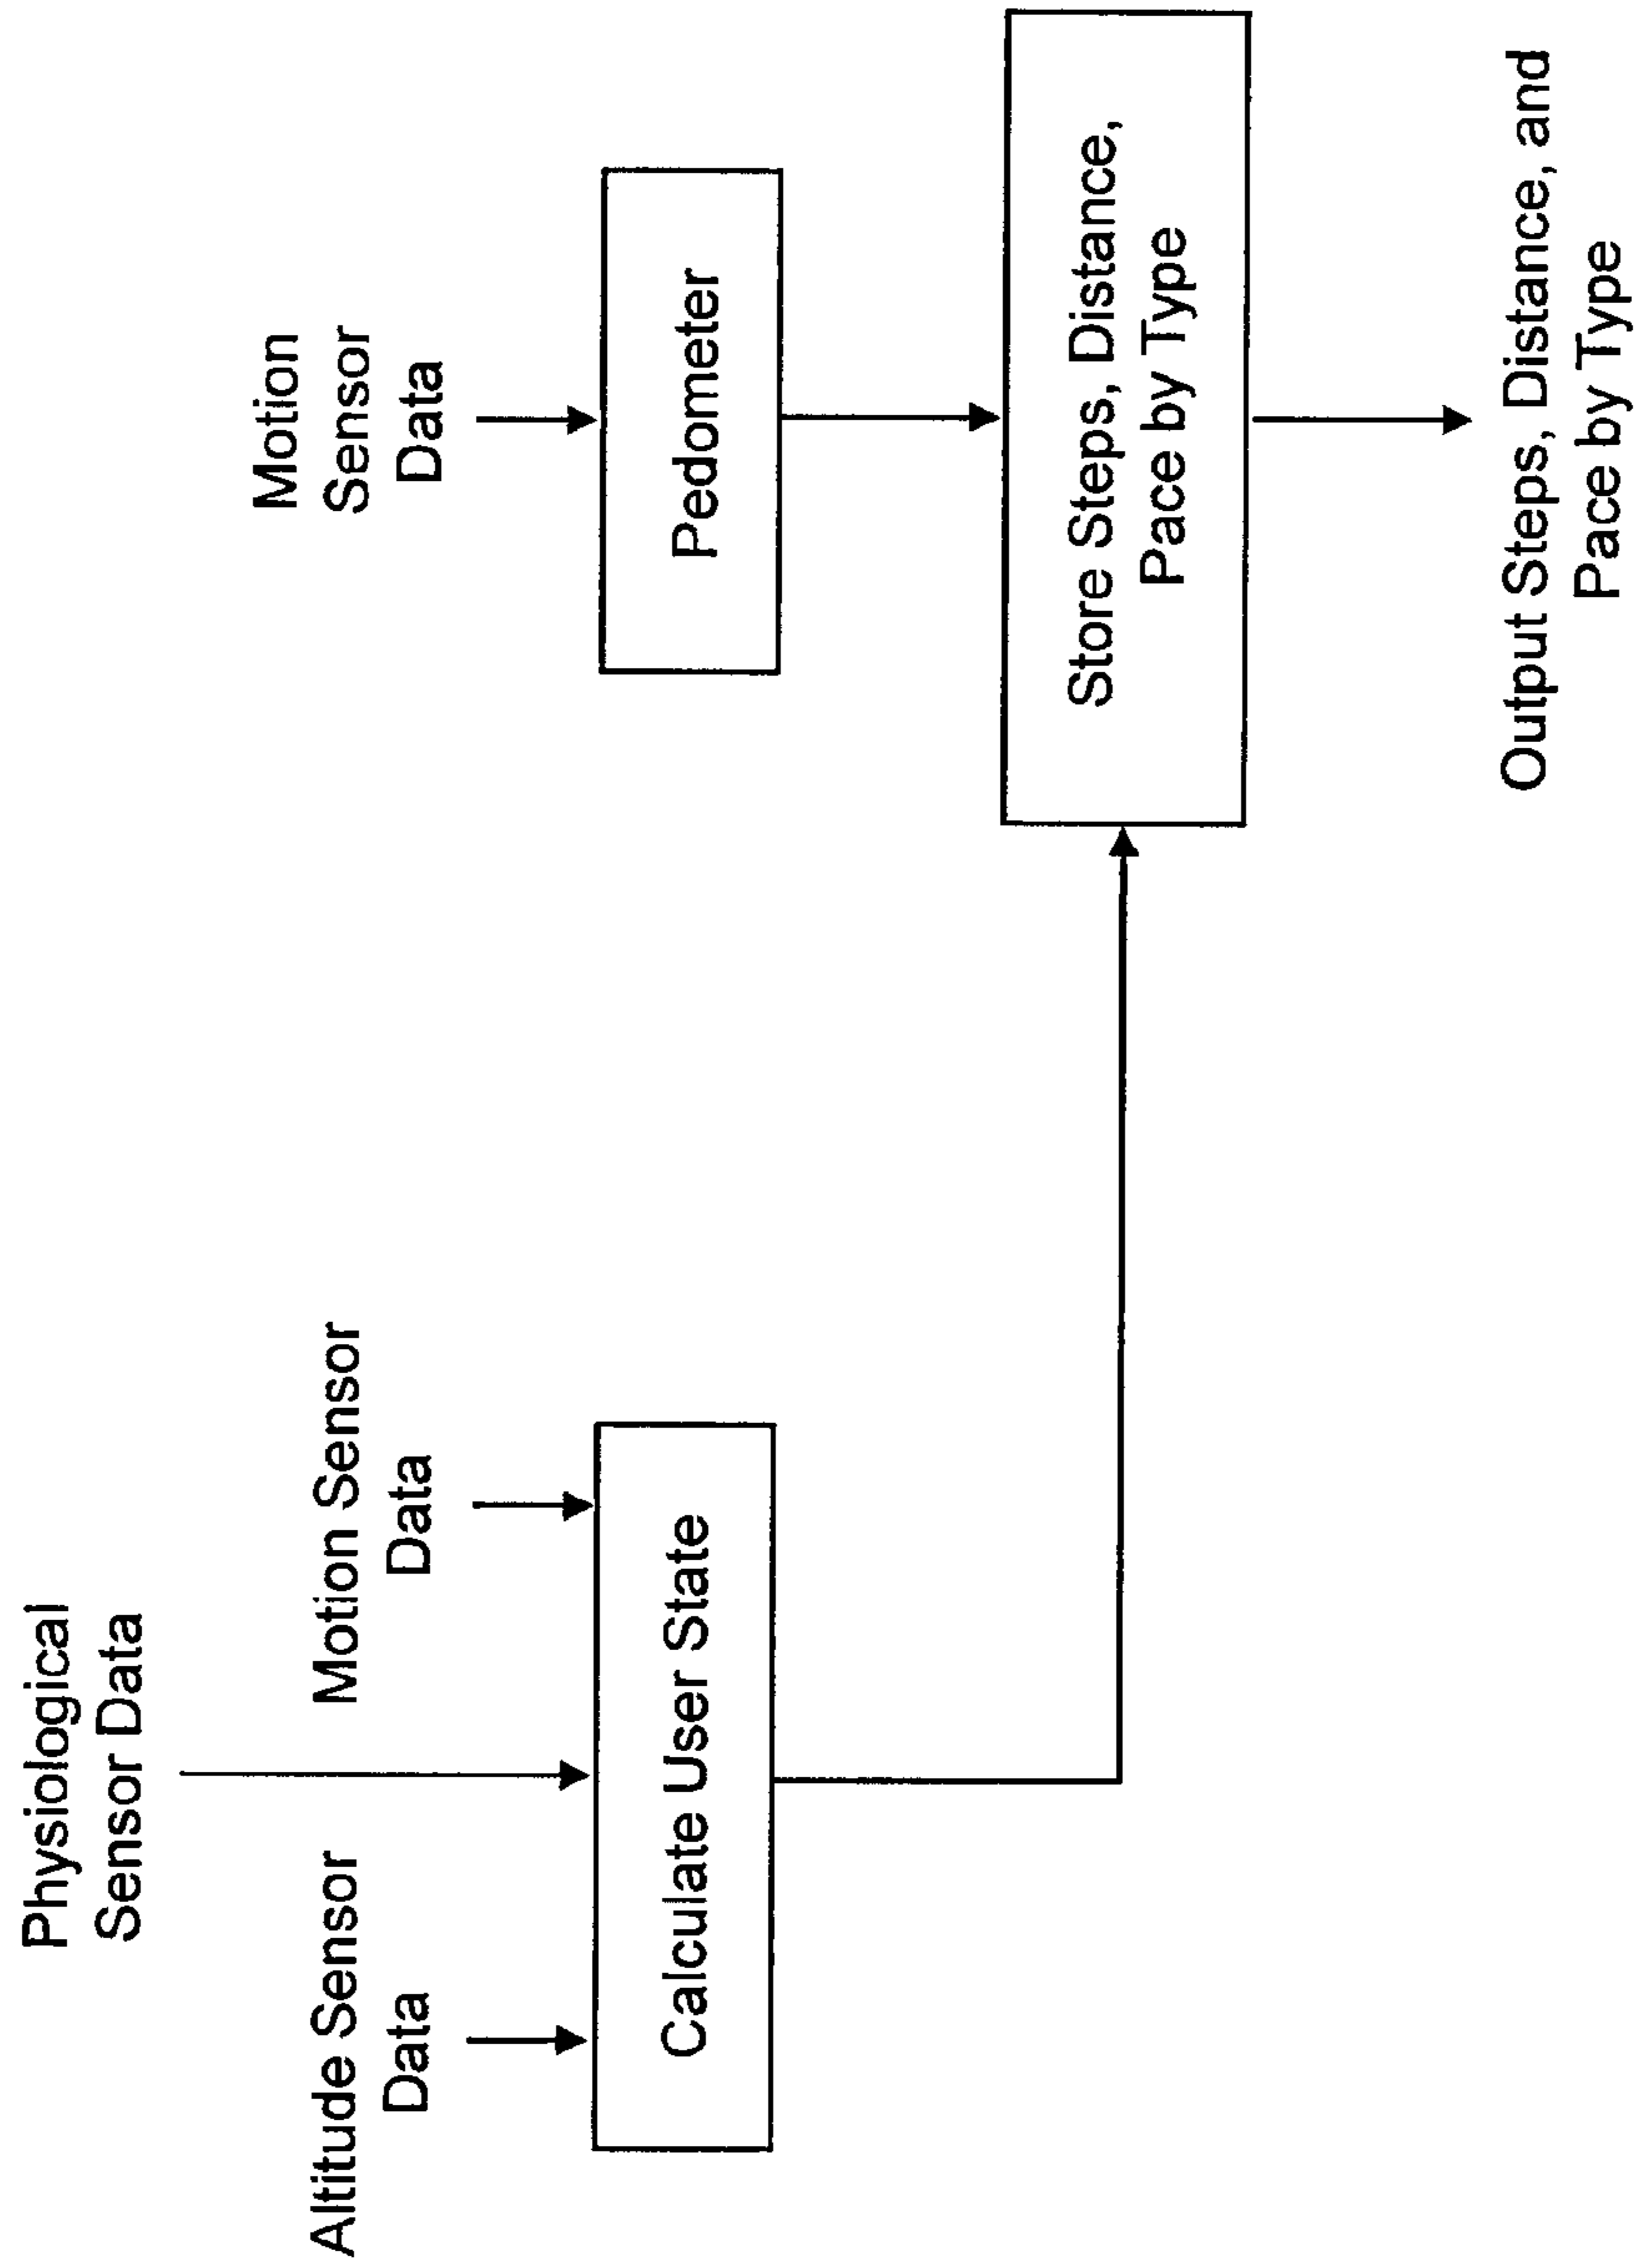 Physiological
Sensor Data
Altitude Sensor
Data
Motion Sensor
Data
Motion
Sensor
Data
Calculate User State
Pedometer
Store Steps, Distance,
Pace by Type
Output Steps, Distance, and
Pace by Type